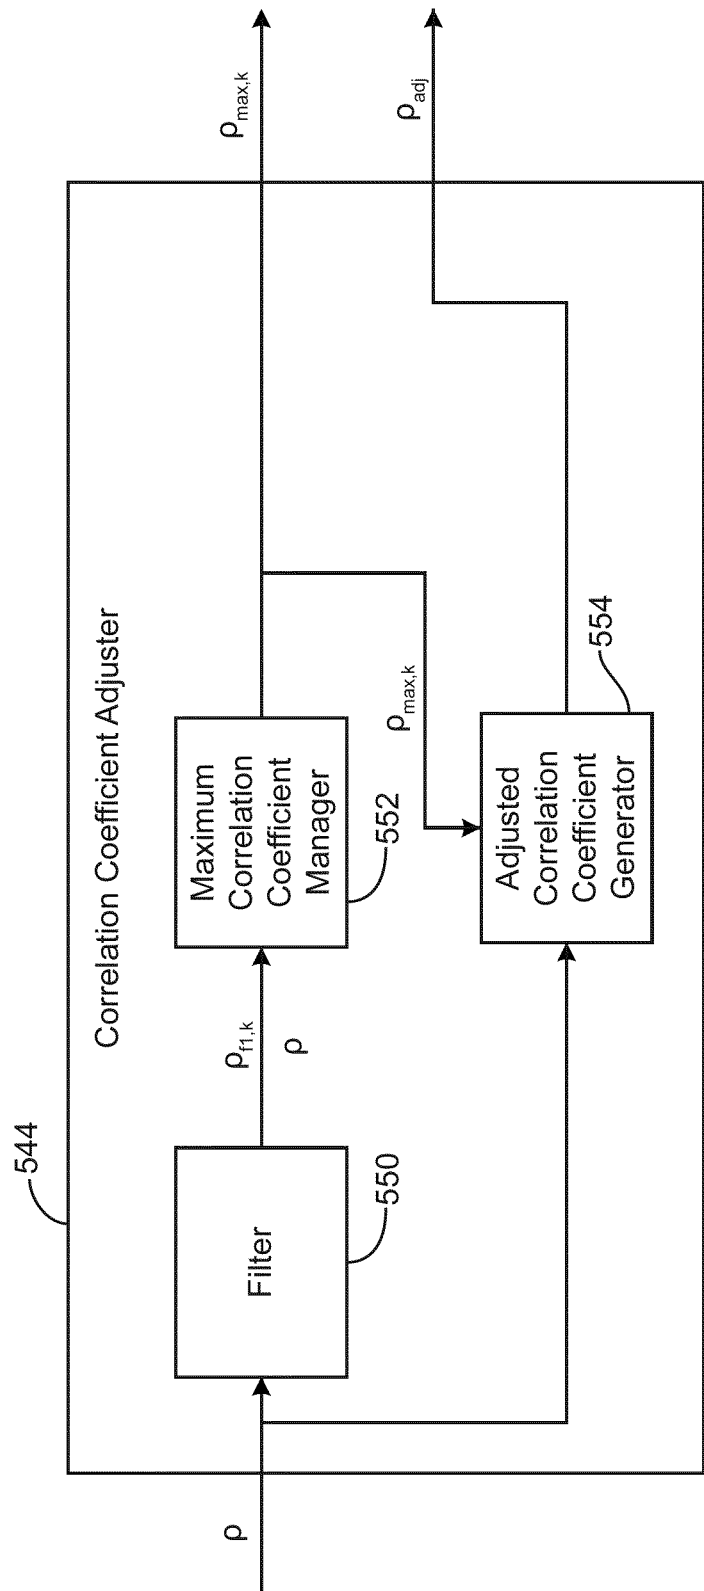 544
Correlation Coefficient Adjuster
ρ
Filter
550
ρf1,k
ρ
Maximum
Correlation
Coefficient
Manager
552
ρmax,k
Adjusted
Correlation
Coefficient
Generator
554
ρmax,k
ρadj